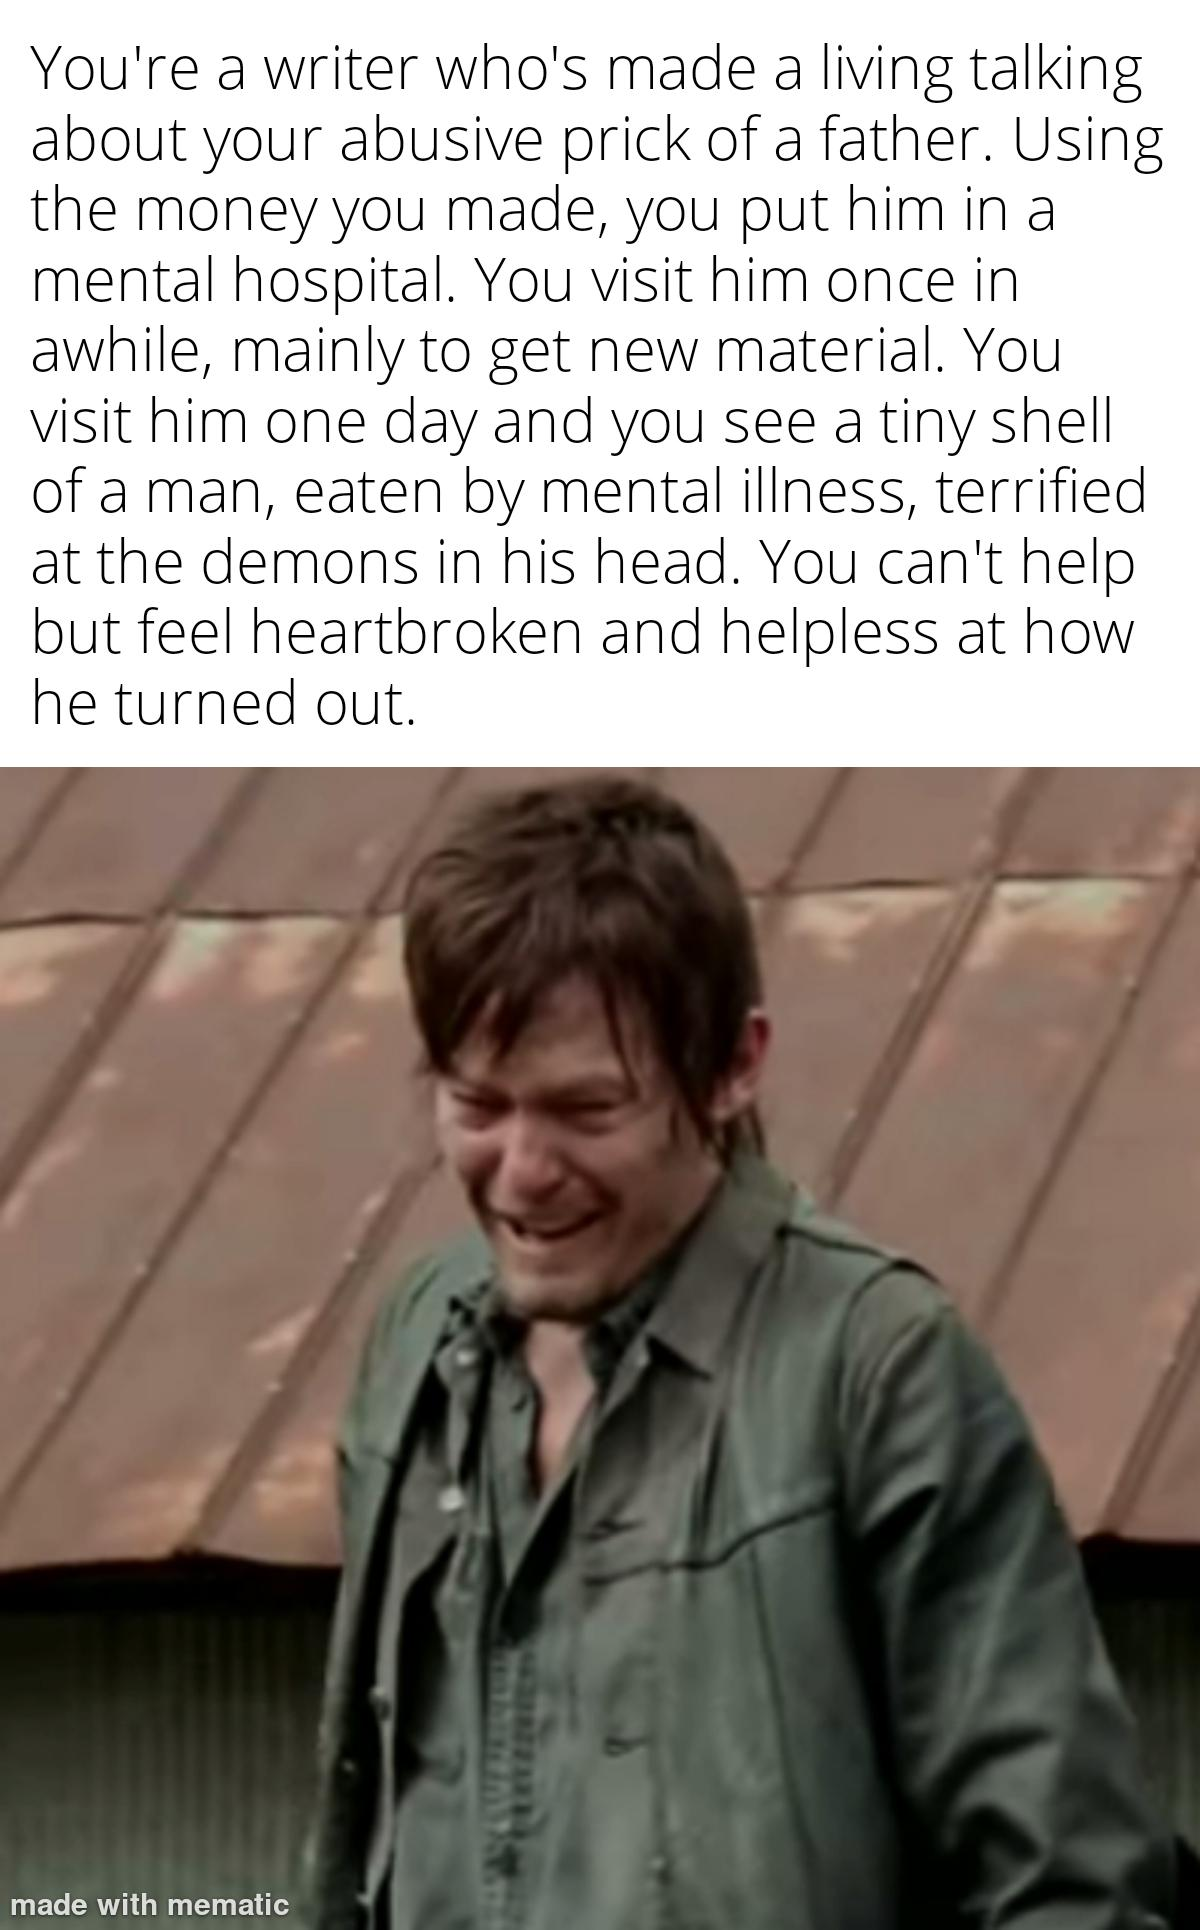 You're a writer who's made a living talking
about your abusive prick of a father. Using
the money you made, you put him in a
mental hospital. You visit him once in
awhile, mainly to get new material. You
visit him one day and you see a tiny shell
of a man, eaten by mental illness, terrified
at the demons in his head. You can't help
but feel heartbroken and helpless at how
he turned out.
made with mematic